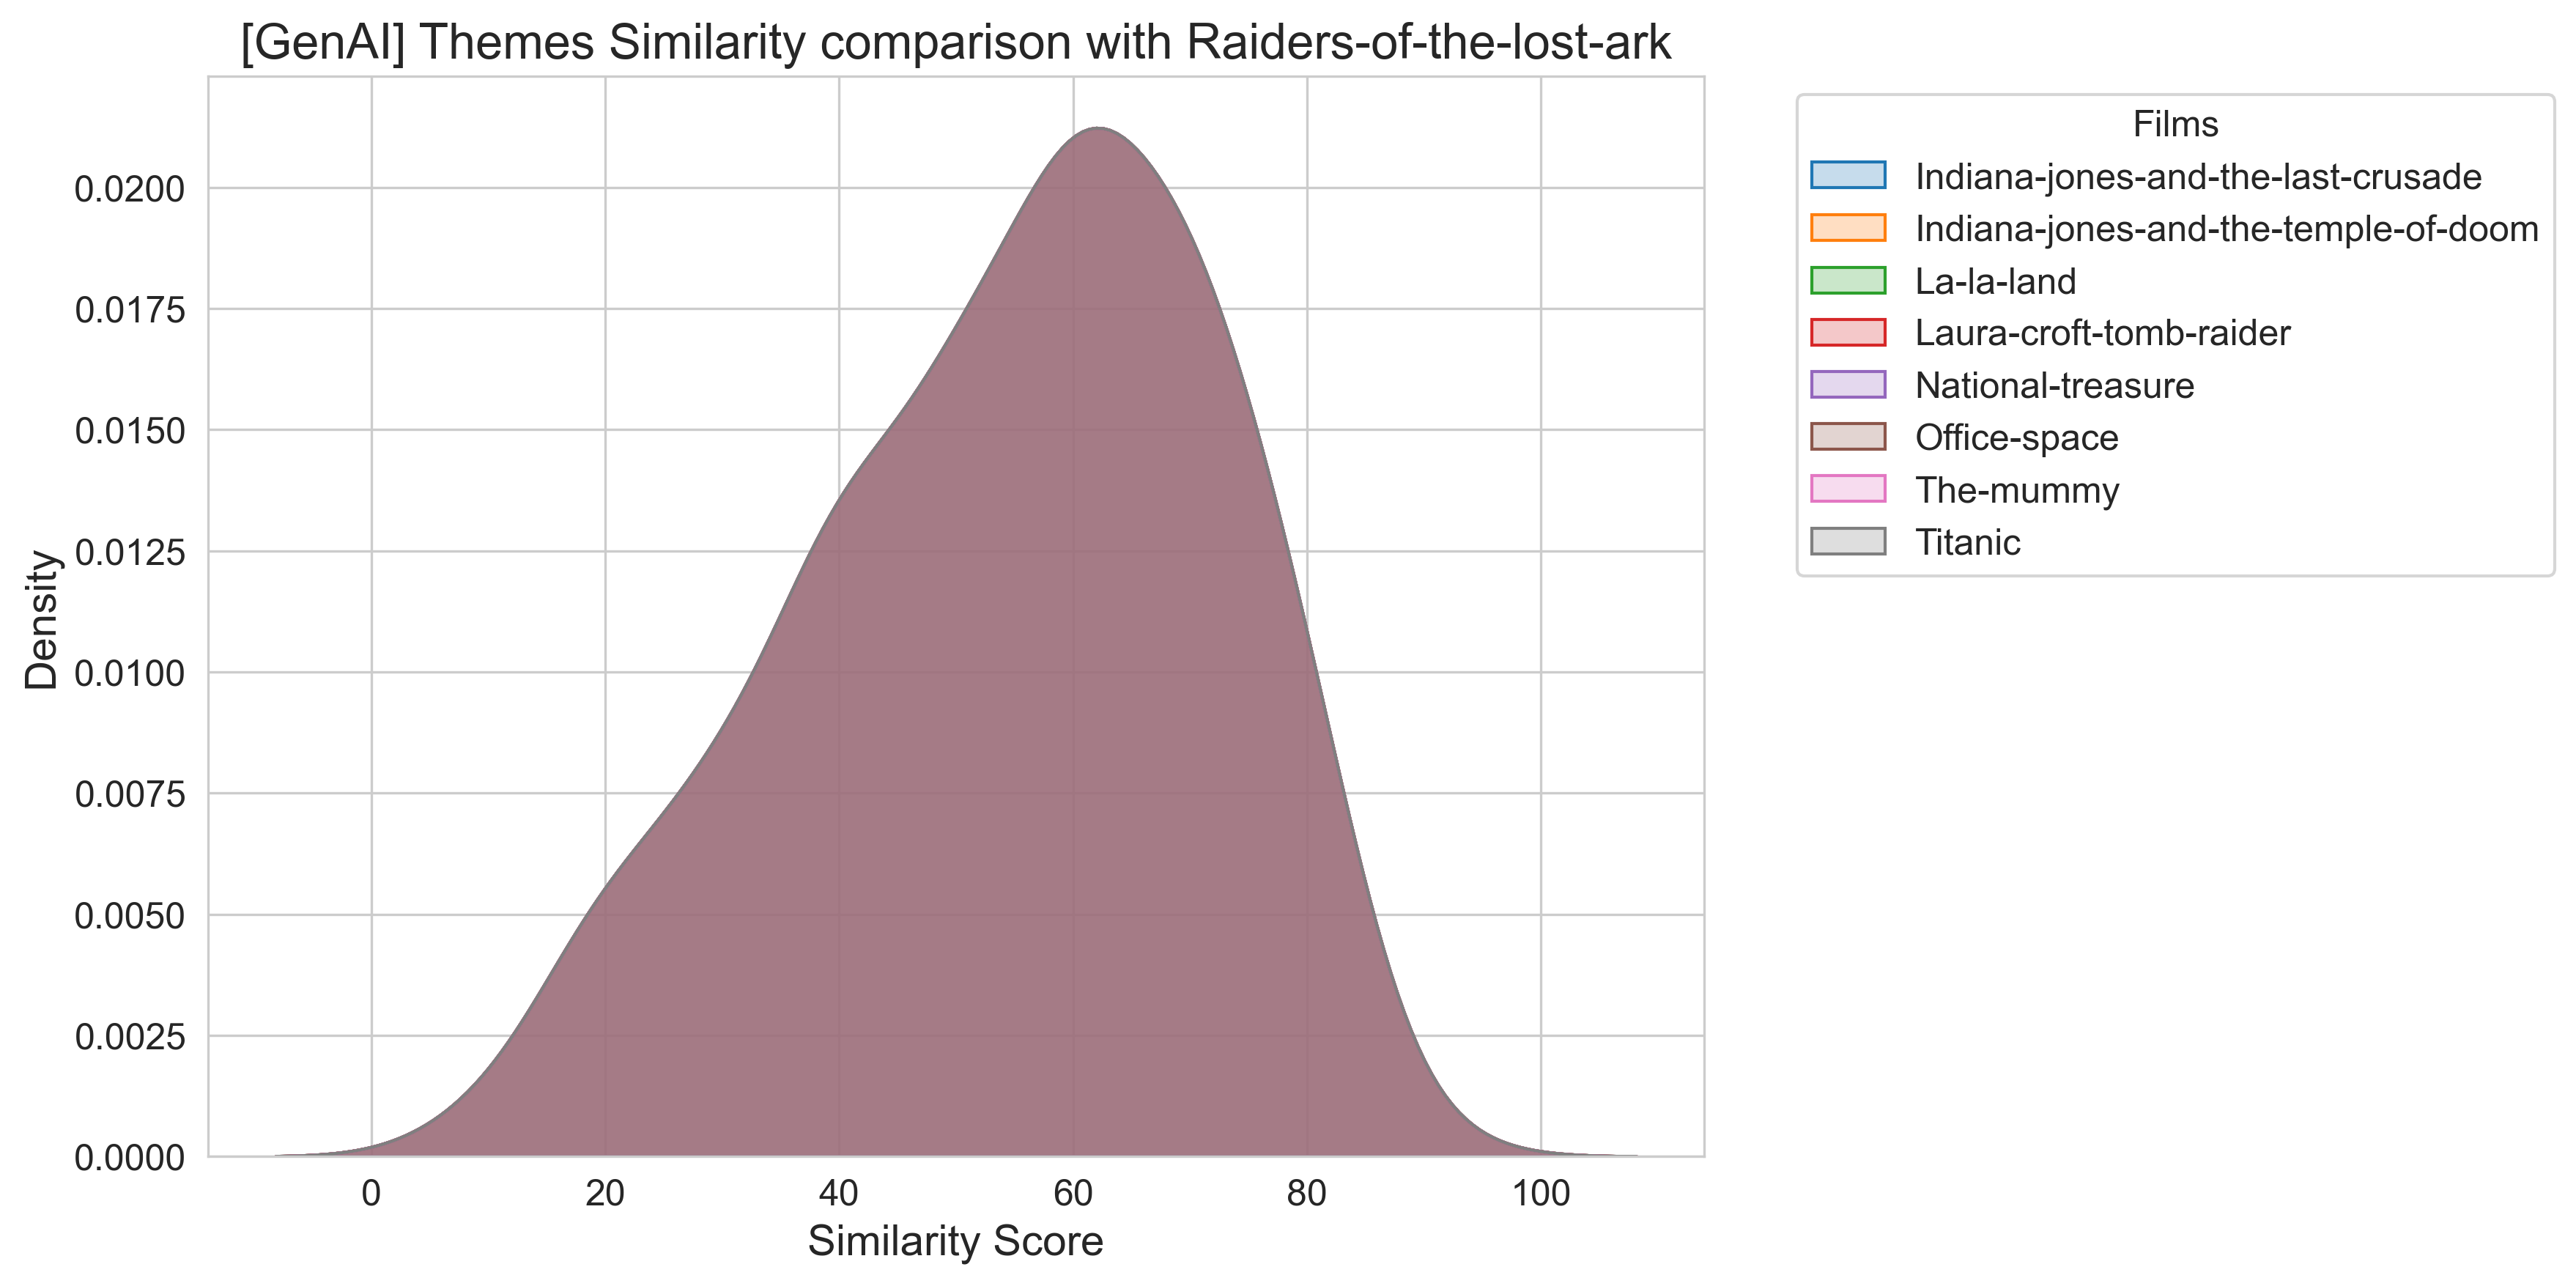 [GenAI] Themes Similarity comparison with Raiders-of-the-lost-ark
Films
Indiana-jones-and-the-last-crusade
Indiana-jones-and-the-temple-of-doom
La-la-land
Laura-croft-tomb-raider
National-treasure
Office-space
The-mummy
Titanic
Density
0.0200
0.0175
0.0150
0.0125
0.0100
0.0075
0.0050
0.0025
0.0000
0 20 40 60 80 100
Similarity Score